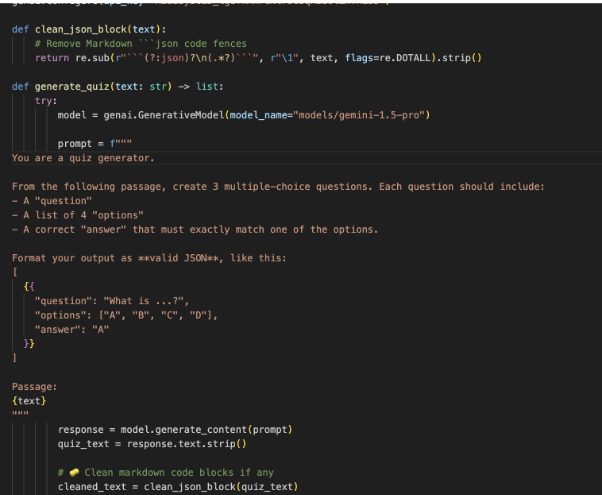 def clean_json_block(text):
# Remove Markdown ```json code fences
return re.sub(r"```(?:json)?\n(.*?)```", r"\1", text, flags=re.DOTALL).strip()
def generate_quiz(text: str) -> list:
try:
model = genai.GenerativeModel(model_name="models/gemini-1.5-pro")
prompt = f"""
You are a quiz generator.
From the following passage, create 3 multiple-choice questions. Each question should include:
- A "question"
- A list of 4 "options"
- A correct "answer" that must exactly match one of the options.
Format your output as **valid JSON**, like this:
[
{{
"question": "What is ...?",
"options": ["A", "B", "C", "D"],
"answer": "A"
}}
]
Passage:
{text}
"""
response = model.generate_content(prompt)
quiz_text = response.text.strip()
# 🧽 Clean markdown code blocks if any
cleaned_text = clean_json_block(quiz_text)